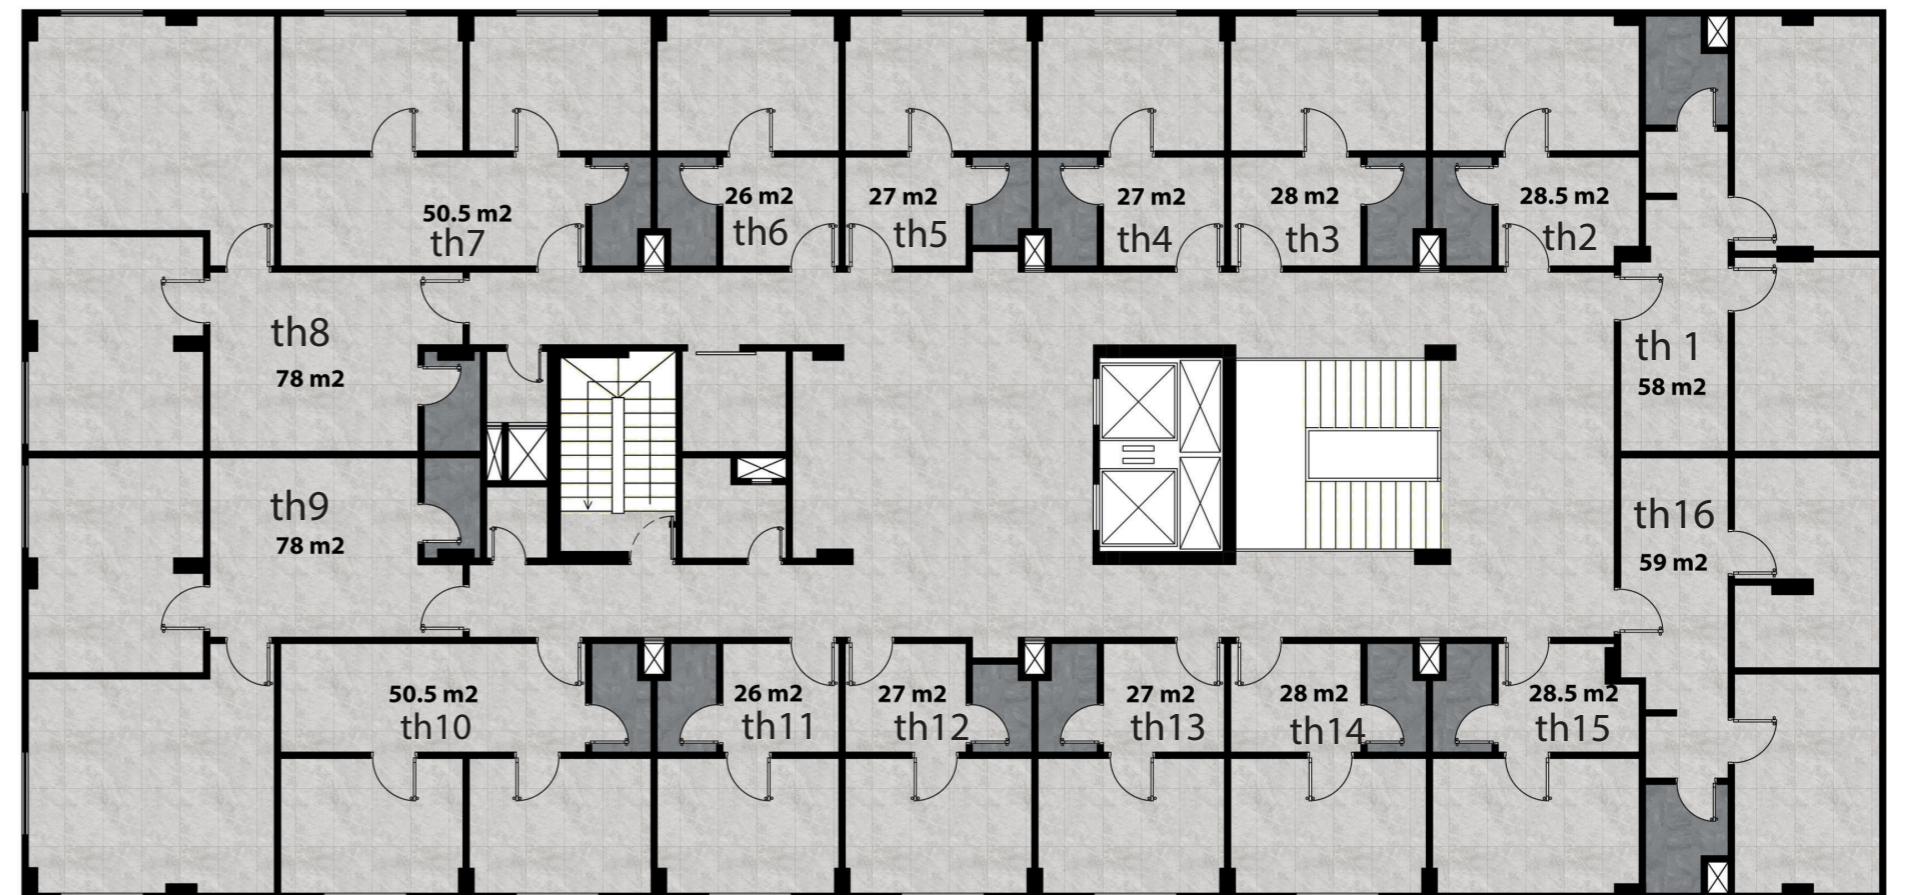 26 m2
27 m2
27 m2
28 m2
28.5 m2
50.5 m2
th7
th6
th5
th4
th3
th2
th8
78 m2
th 1
58 m2
th9
78 m2
th16
59 m2
50.5 m2
26 m2
27 m2
27 m2
28 m2
28.5 m2
th10
th11
th12
th13
th14
th15